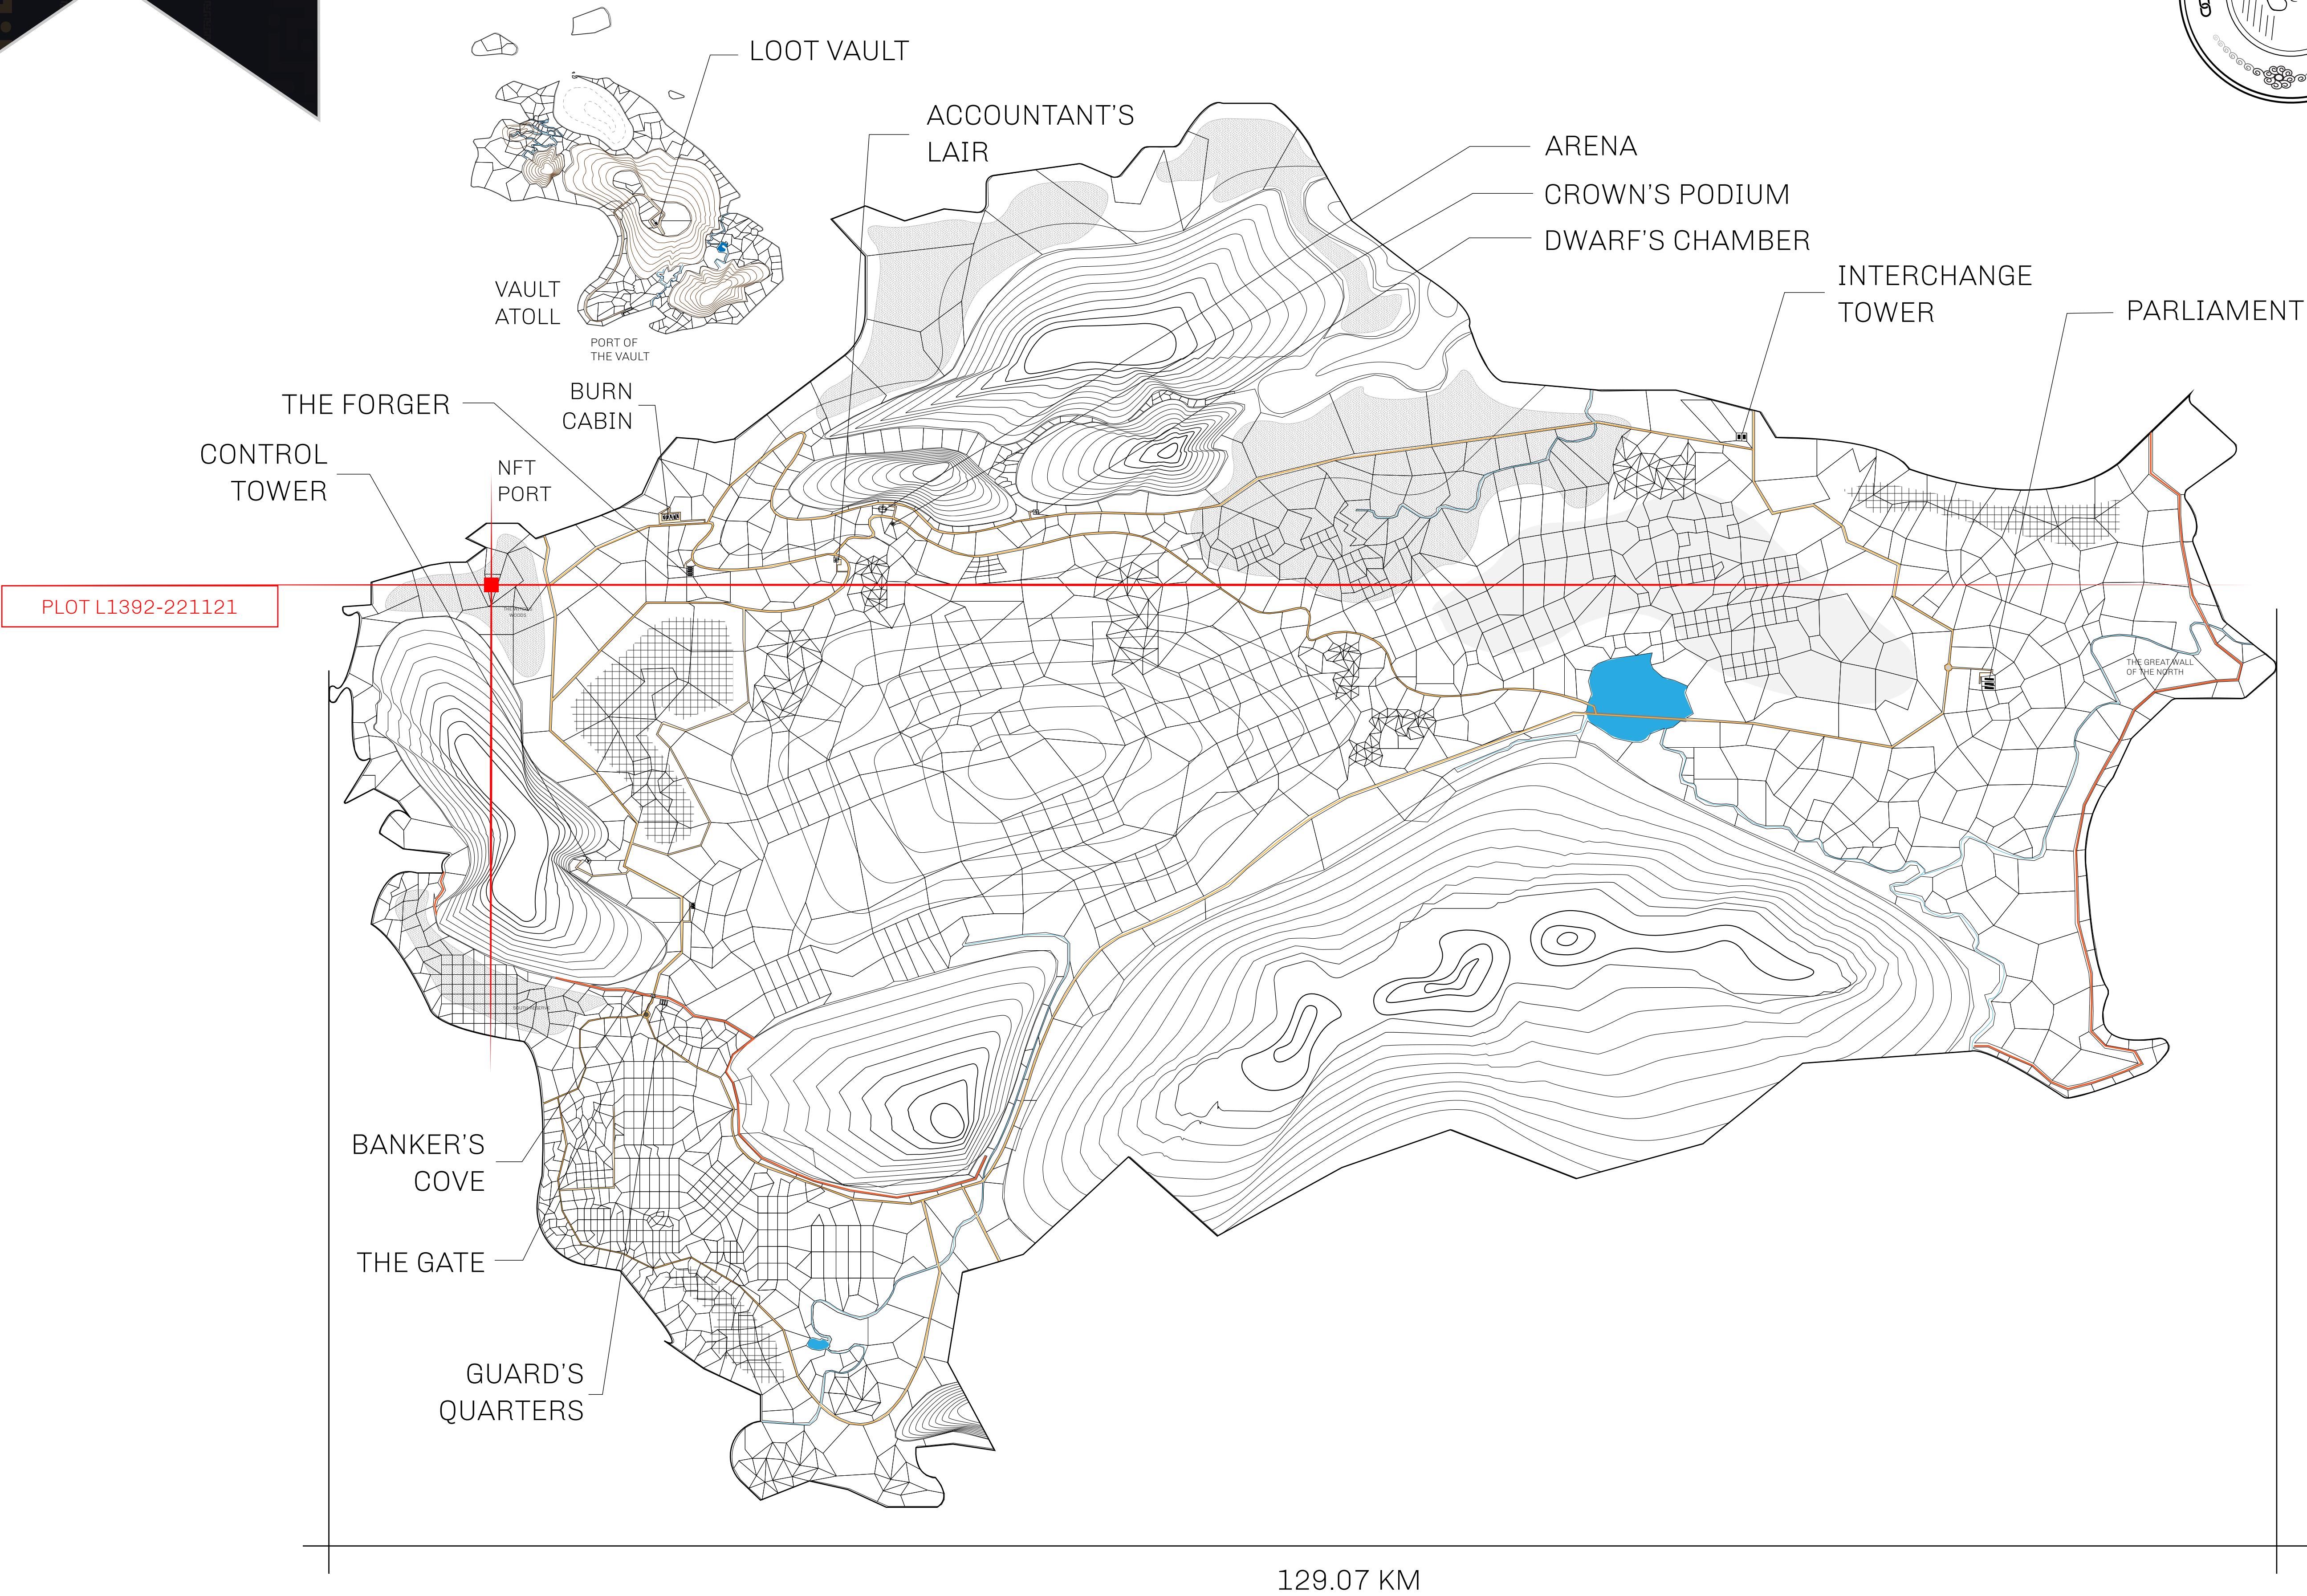 LOOT VAULT
ACCOUNTANT'S
LAIR
ARENA
CROWN'S PODIUM
DWARF'S CHAMBER
INTERCHANGE
TOWER
PARLIAMENT
VAULT
ATOLL
PORT OF
THE VAULT
BURN
CABIN
THE FORGER
CONTROL
TOWER
NFT
PORT
PLOT L1392-221121
THE GREAT WALL
OF THE NORTH
WOODS
BANKER'S
COVE
THE GATE
GUARD'S
QUARTERS
129.07 KM